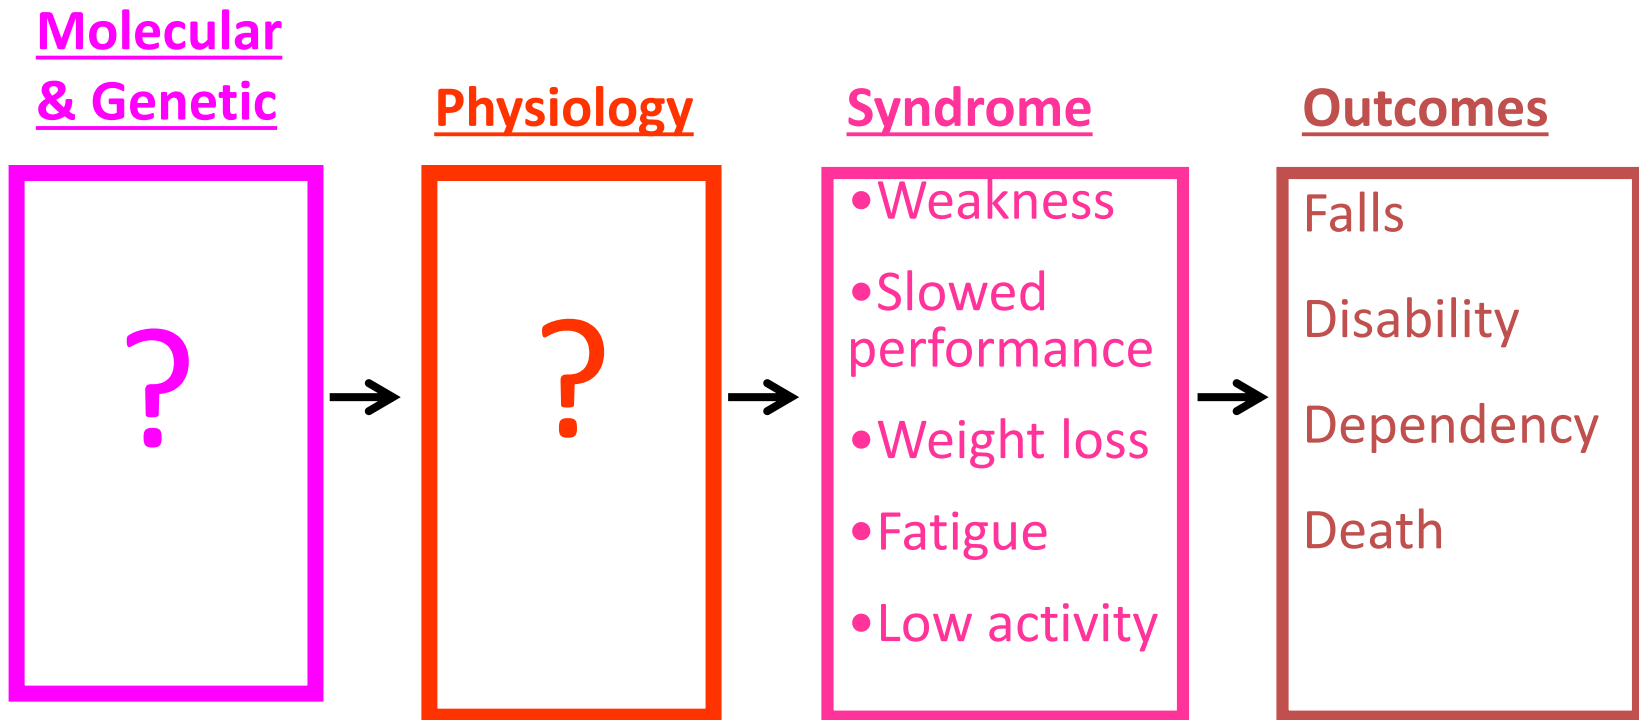 Molecular
& Genetic
?
Physiology
?
Syndrome
•Weakness
•Slowed
performance
•Weight loss
•Fatigue
•Low activity
Outcomes
Falls
Disability
Dependency
Death